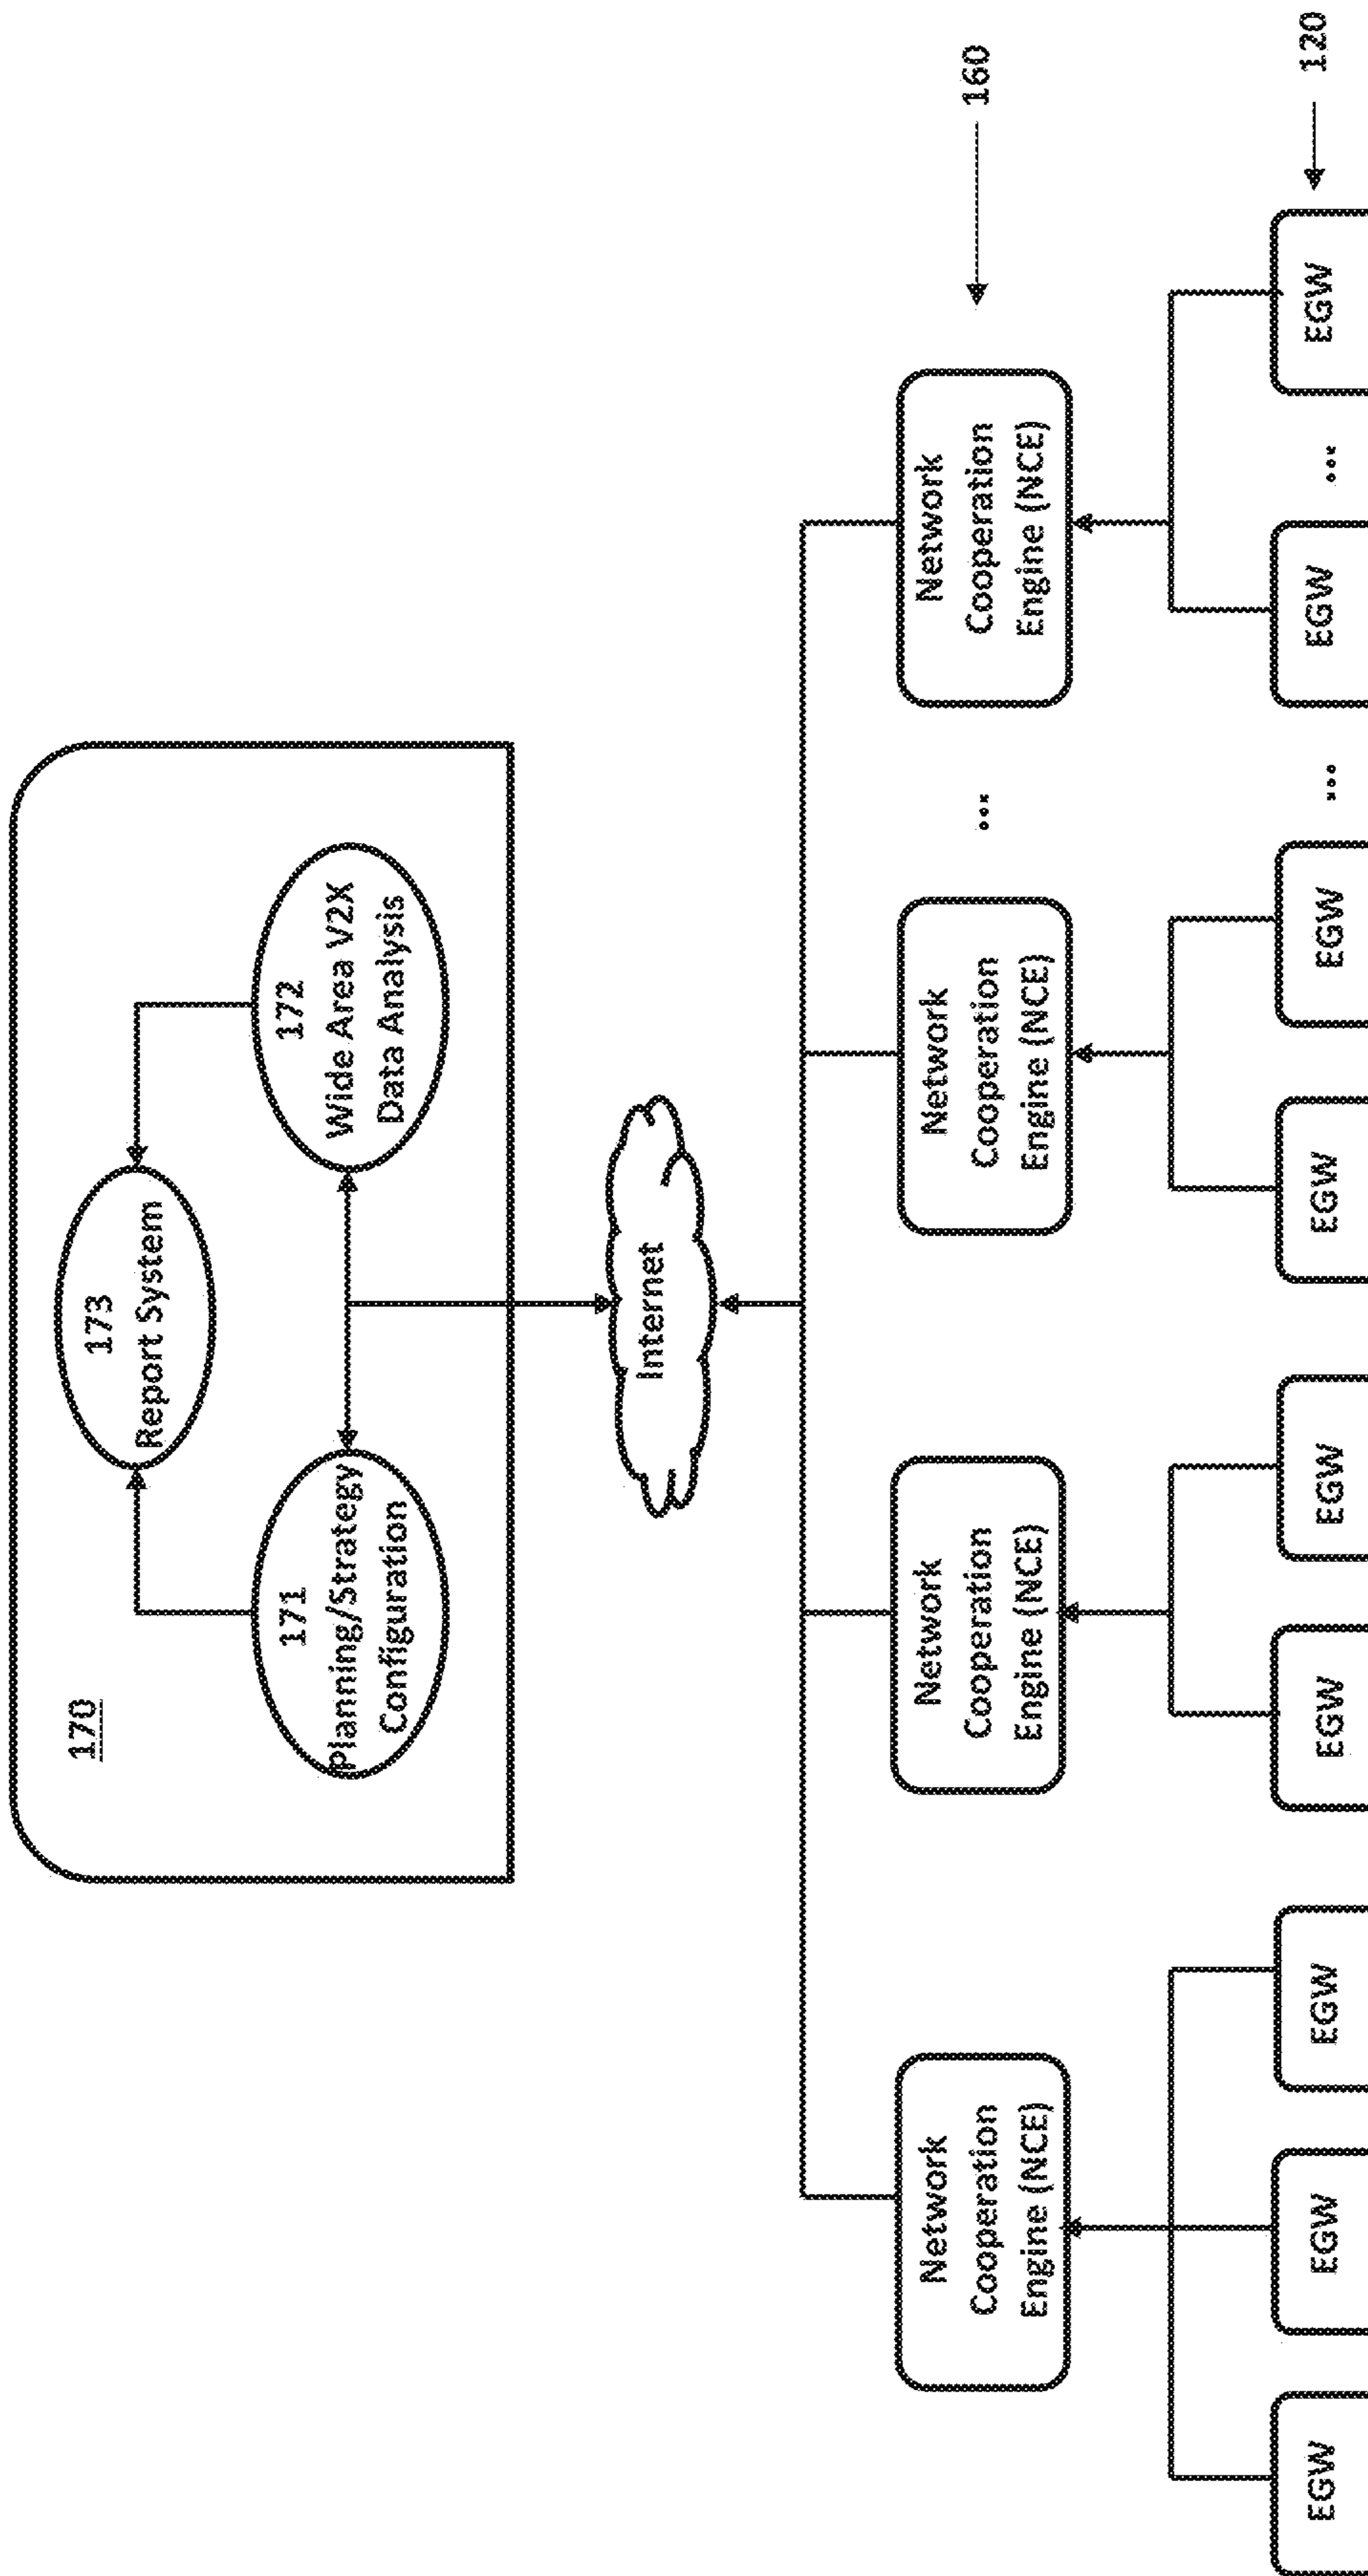 170
173
Report System
171
Planning/Strategy
Configuration
172
Wide Area V2X
Data Analysis
Internet
Network
Cooperation
Engine (NCE)
Network
Cooperation
Engine (NCE)
Network
Cooperation
Engine (NCE)
...
Network
Cooperation
Engine (NCE)
160
EGW
EGW
EGW
EGW
EGW
EGW
EGW
...
EGW
...
EGW
120